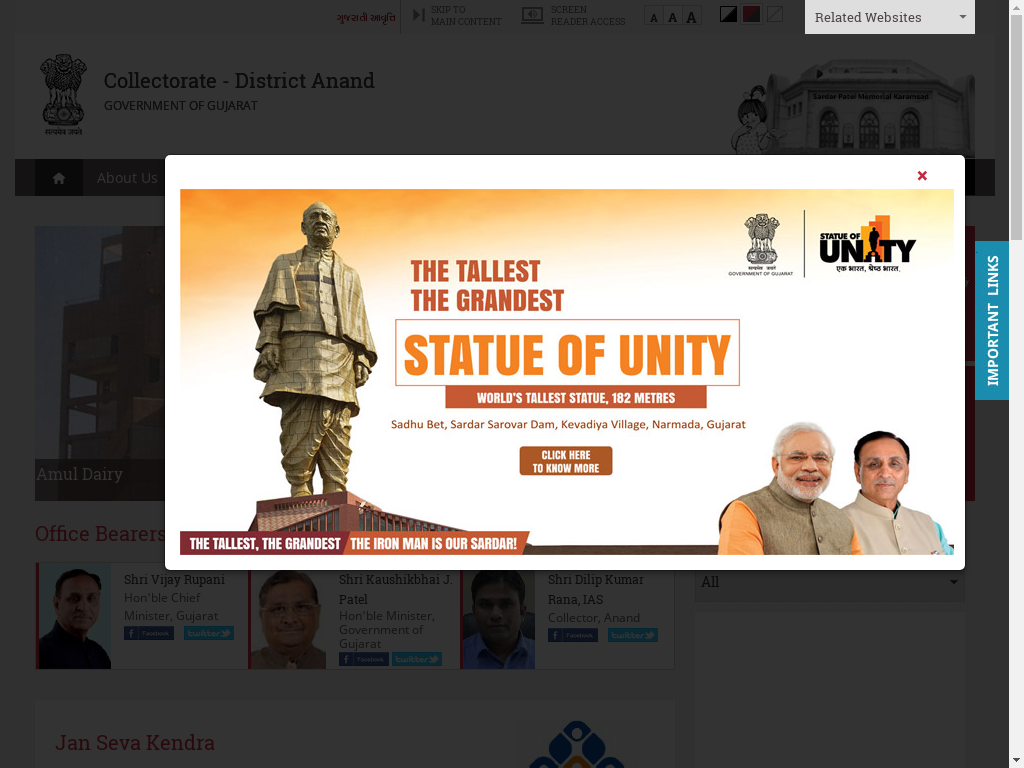 ગુજરાતી આવૃત્તિ
SKIP TO
MAIN CONTENT
SCREEN
READER ACCESS
A A A
Related Websites
Collectorate - District Anand
GOVERNMENT OF GUJARAT
सत्यमेव जयते
Sardar Patel Memorial Karamsad
About Us
THE TALLEST
THE GRANDEST
STATUE OF UNITY
WORLD'S TALLEST STATUE, 182 METRES
Sadhu Bet, Sardar Sarovar Dam, Kevadiya Village, Narmada, Gujarat
CLICK HERE
TO KNOW MORE
सत्यमेव जयते
GOVERNMENT OF GUJARAT
STATUE OF
UNITY
एक भारत, श्रेष्ठ भारत.
THE TALLEST, THE GRANDEST THE IRON MAN IS OUR SARDAR!
IMPORTANT LINKS
Amul Dairy
Office Bearers
Shri Vijay Rupani
Hon'ble Chief
Minister, Gujarat
Facebook twitter
Shri Kaushikbhai J.
Patel
Hon'ble Minister,
Government of
Gujarat
Facebook twitter
Shri Dilip Kumar
Rana, IAS
Collector, Anand
Facebook twitter
All
Jan Seva Kendra